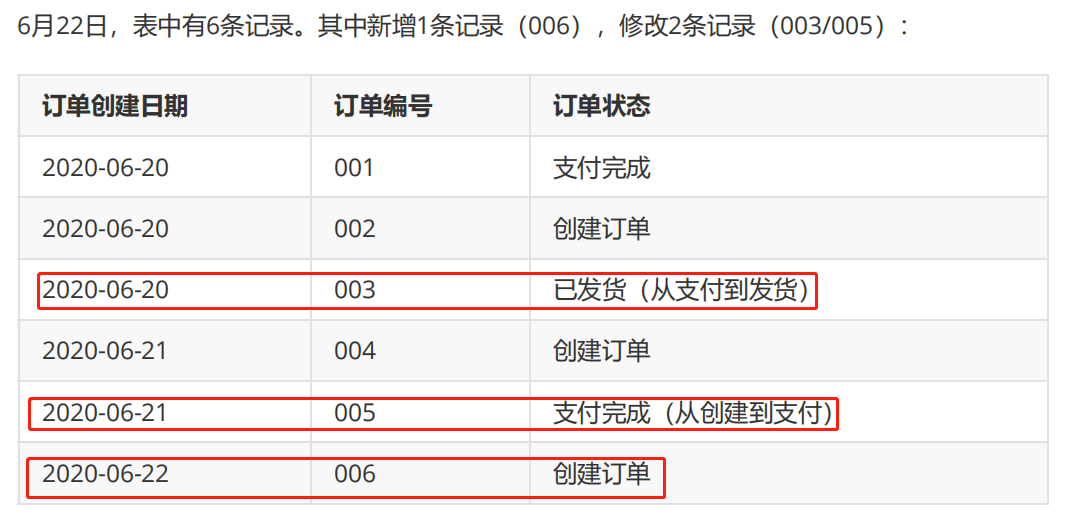 6月22日，表中有6条记录。其中新增1条记录（006），修改2条记录（003/005）：
订单创建日期 订单编号 订单状态
2020-06-20 001 支付完成
2020-06-20 002 创建订单
2020-06-20 003 已发货（从支付到发货）
2020-06-21 004 创建订单
2020-06-21 005 支付完成（从创建到支付）
2020-06-22 006 创建订单